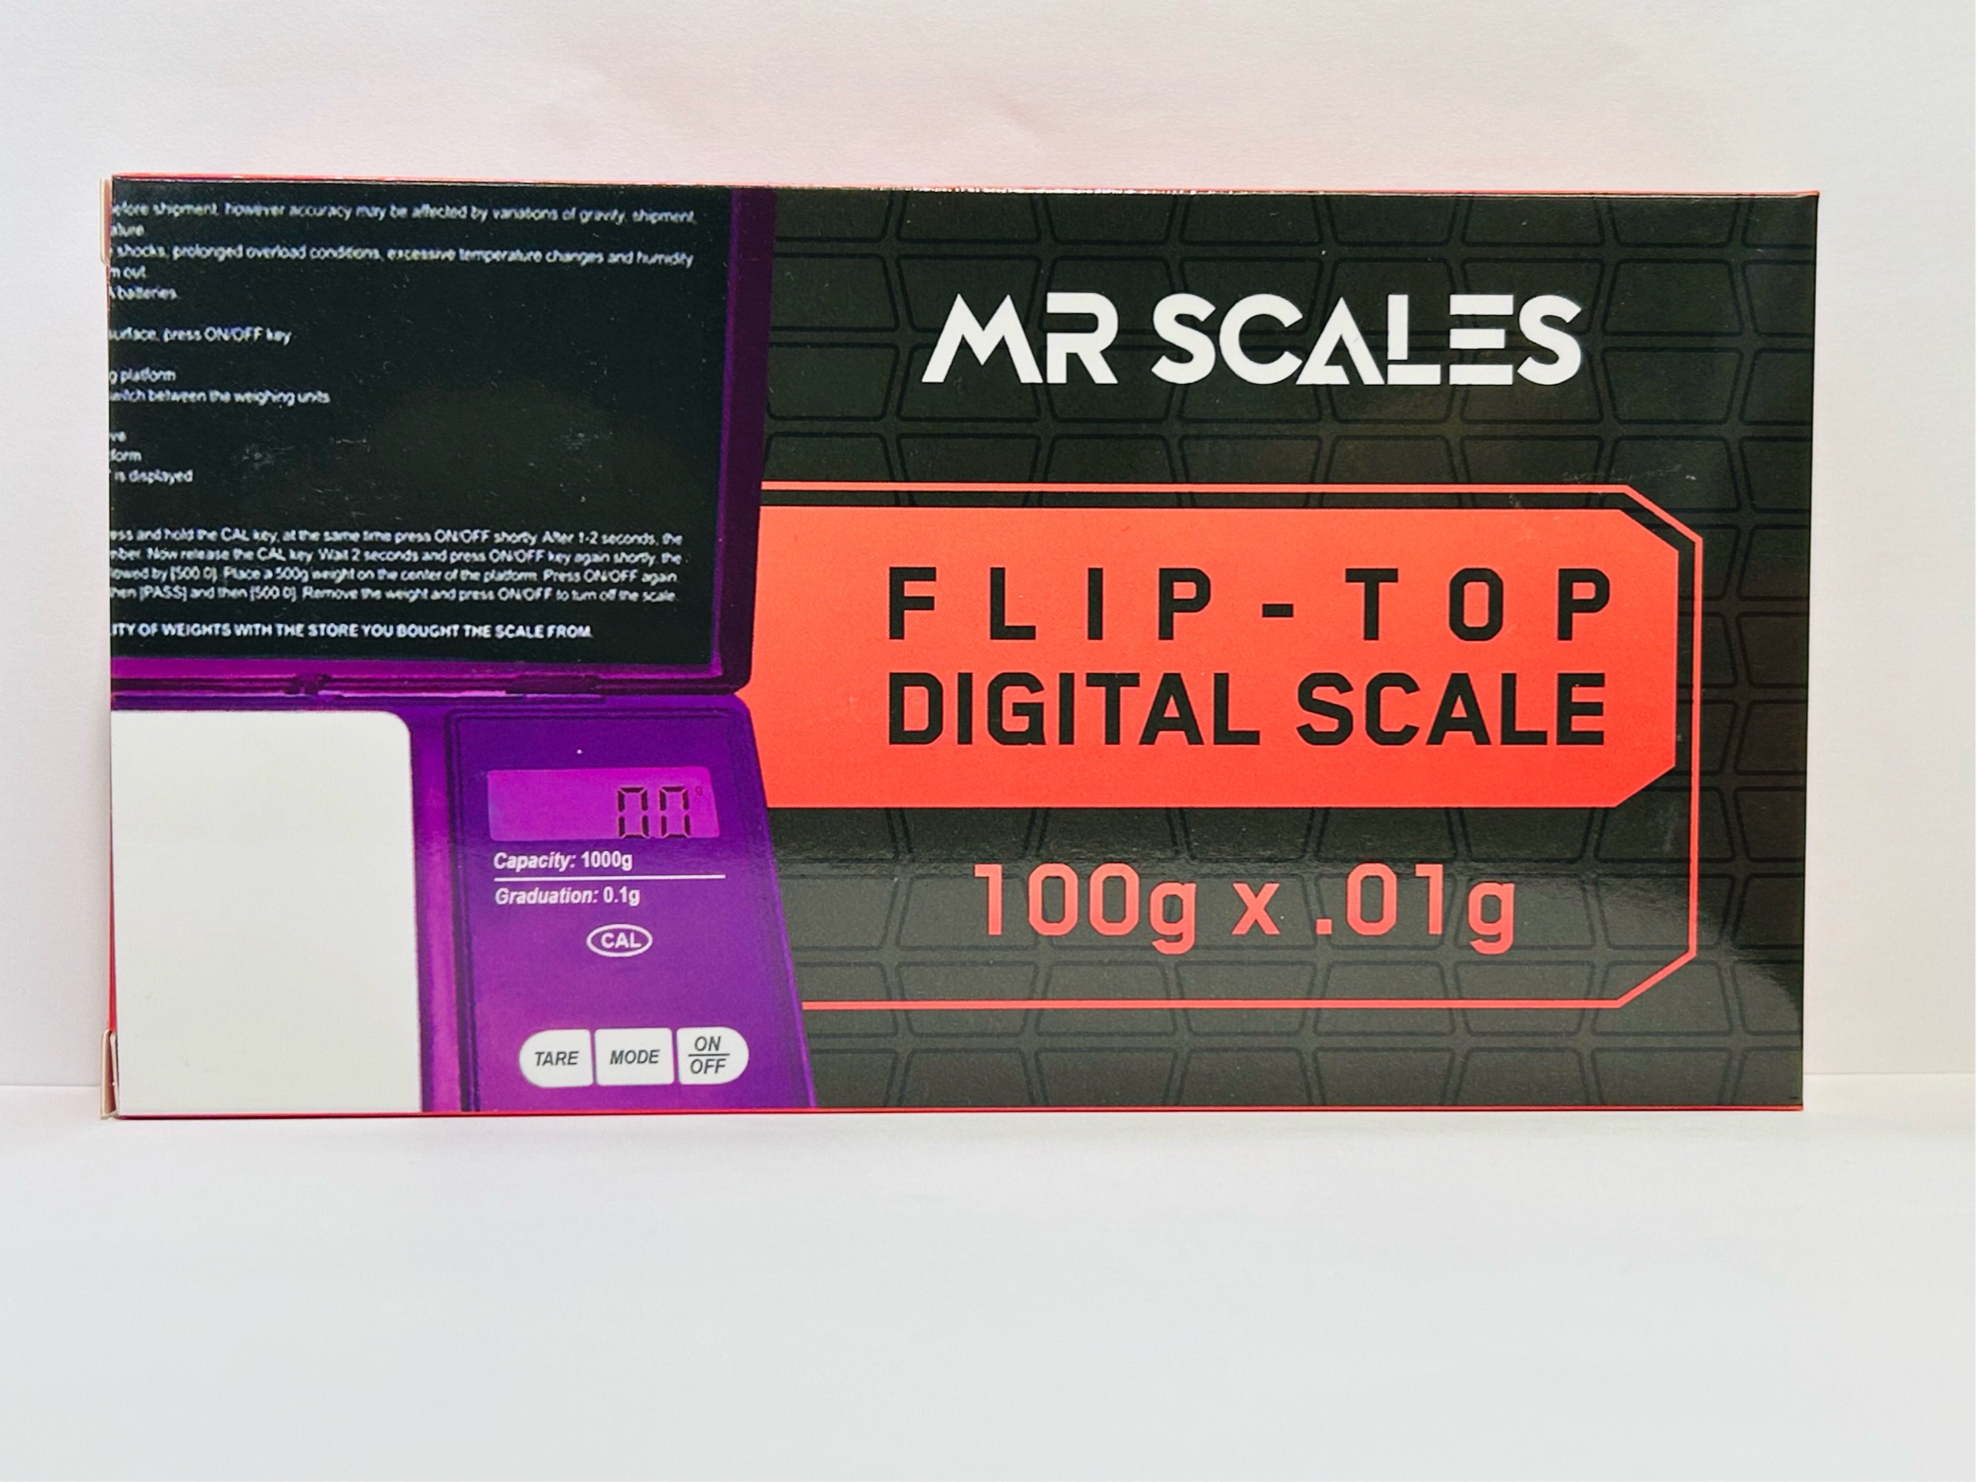 efore shipment, however accuracy may be affected by variations of gravity, shipment,
ature.
shocks, prolonged overload conditions, excessive temperature changes and humidity
m out.
batteries.
surface, press ON/OFF key
g platform
witch between the weighing units
ve
form
is displayed
ess and hold the CAL key, at the same time press ON/OFF shortly. After 1-2 seconds, the
mber. Now release the CAL key. Wait 2 seconds and press ON/OFF key again shortly, the
lowed by [500.0]. Place a 500g weight on the center of the platform. Press ON/OFF again
hen [PASS] and then [500.0]. Remove the weight and press ON/OFF to turn off the scale.
ITY OF WEIGHTS WITH THE STORE YOU BOUGHT THE SCALE FROM.
00 g
Capacity: 1000g
Graduation: 0.1g
CAL
TARE MODE ON/OFF
MR SCALES
FLIP-TOP
DIGITAL SCALE
100g x .01g